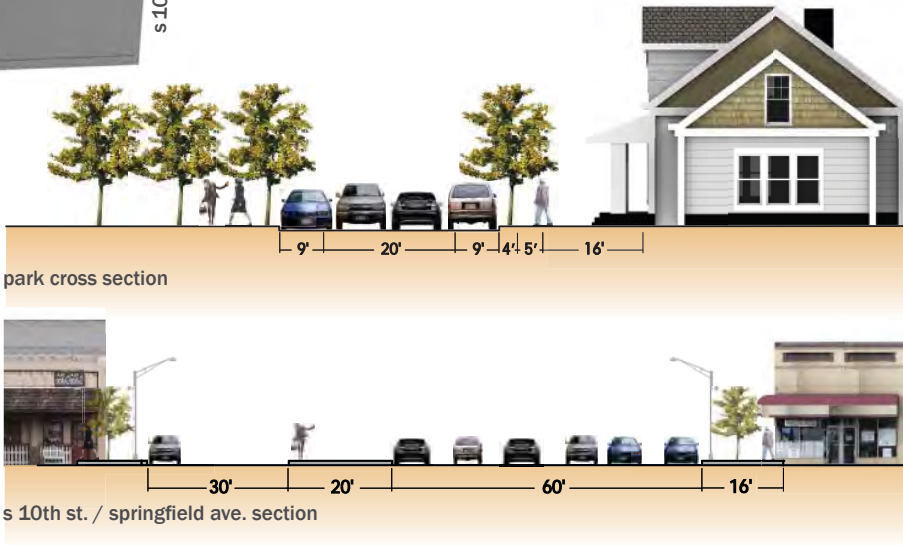 s 10
9' 20' 9' 4' 5' 16'
park cross section
30' 20' 60' 16'
s 10th st. / springfield ave. section